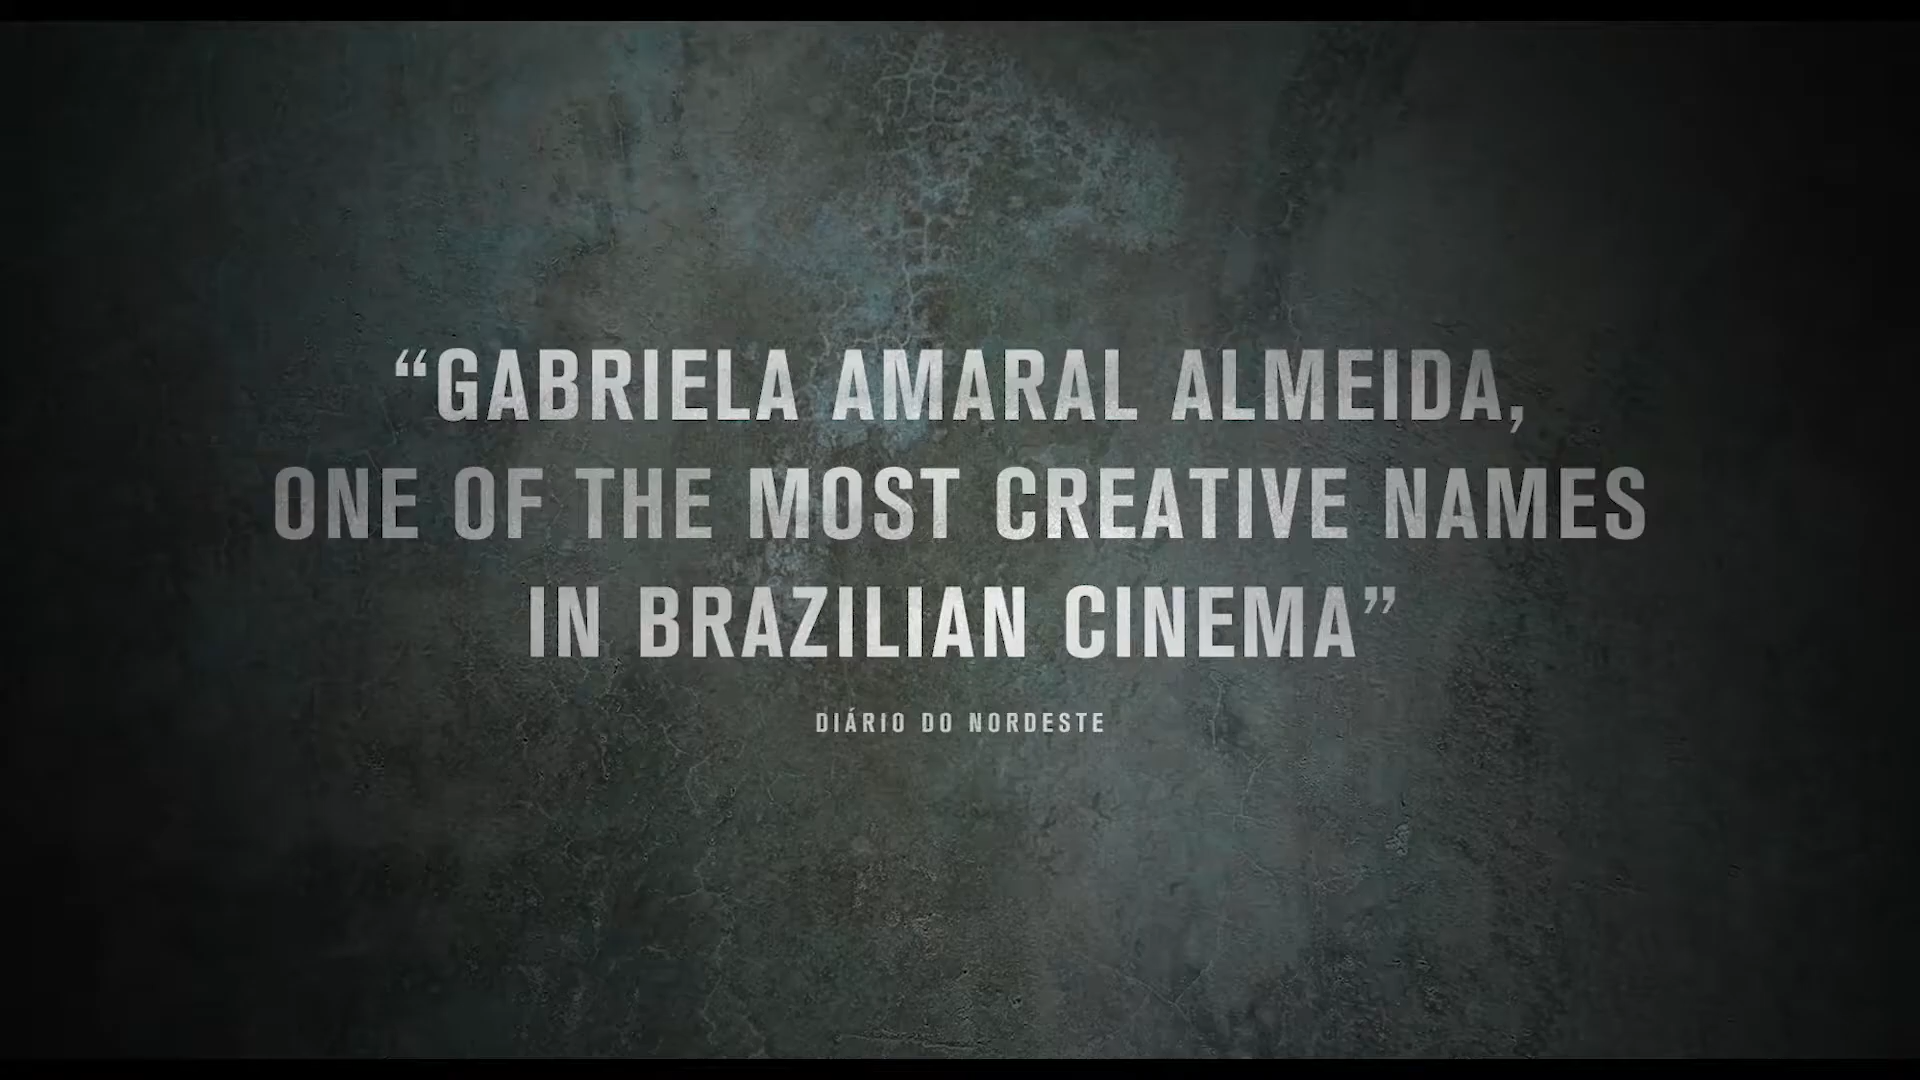 “GABRIELA AMARAL ALMEIDA,
ONE OF THE MOST CREATIVE NAMES
IN BRAZILIAN CINEMA”
DIÁRIO DO NORDESTE